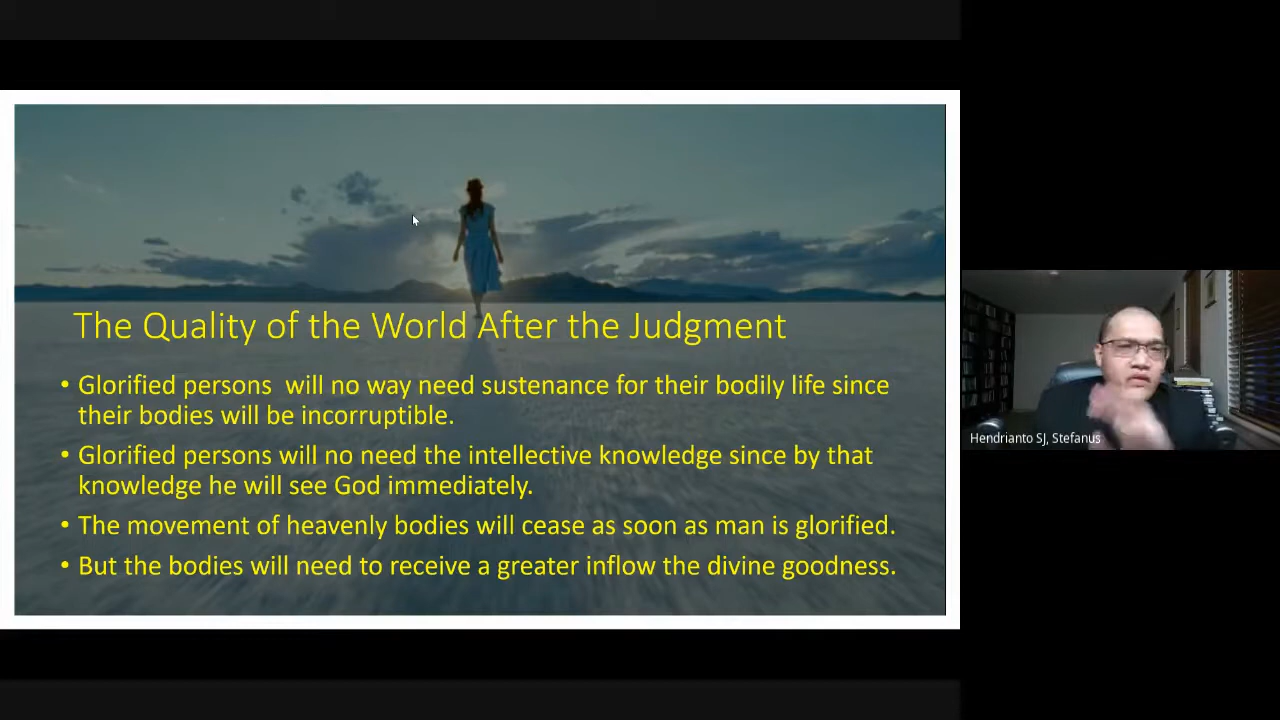 The Quality of the World After the Judgment
• Glorified persons  will no way need sustenance for their bodily life since
their bodies will be incorruptible.
• Glorified persons will no need the intellective knowledge since by that
knowledge he will see God immediately.
• The movement of heavenly bodies will cease as soon as man is glorified.
• But the bodies will need to receive a greater inflow the divine goodness.
Hendrianto SJ, Stefanus